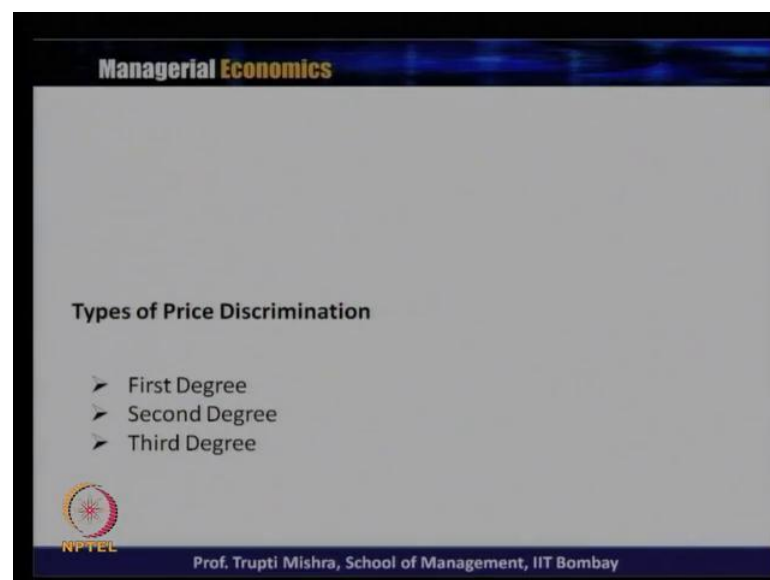 Managerial Economics
Types of Price Discrimination
➢ First Degree
➢ Second Degree
➢ Third Degree
NPTEL
Prof. Trupti Mishra, School of Management, IIT Bombay